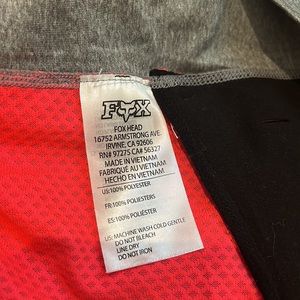 FOX
FOX HEAD
16752 ARMSTRONG AVE.
IRVINE, CA 92606
RN# 97275 CA# 56327
MADE IN VIETNAM
FABRIQUÉ AU VIETNAM
HECHO EN VIETNAM
US:100% POLYESTER
FR:100% POLYESTER
ES:100% POLIÉSTER
US: MACHINE WASH COLD GENTLE
DO NOT BLEACH
LINE DRY
DO NOT IRON